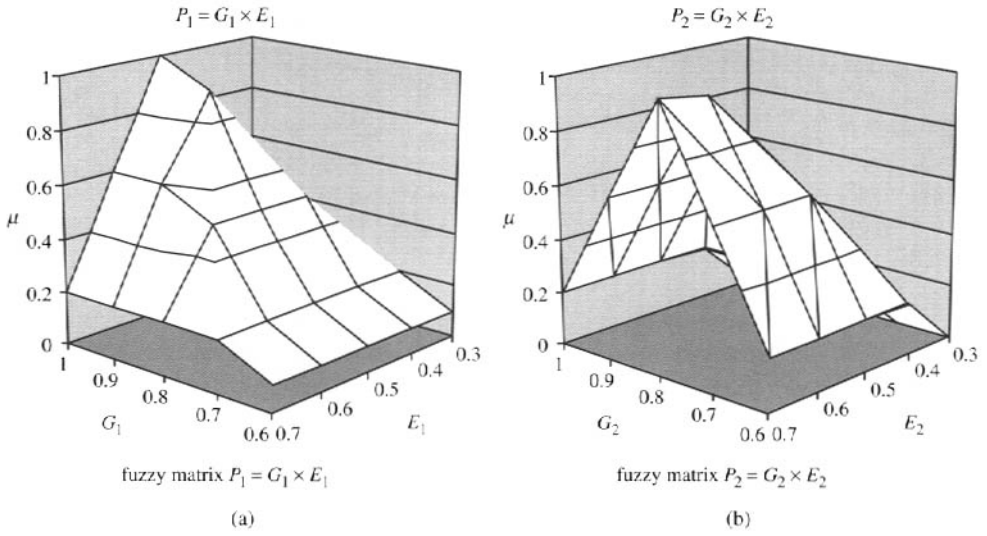 P₁ = G₁ × E₁
1
0.8
0.6
μ
0.4
0.2
0
1
0.9
0.8
0.7
0.6
0.7
0.6
0.5
0.4
0.3
G₁
E₁
fuzzy matrix P₁ = G₁ × E₁
(a)
P₂ = G₂ × E₂
1
0.8
0.6
μ
0.4
0.2
0
1
0.9
0.8
0.7
0.6
0.7
0.6
0.5
0.4
0.3
G₂
E₂
fuzzy matrix P₂ = G₂ × E₂
(b)